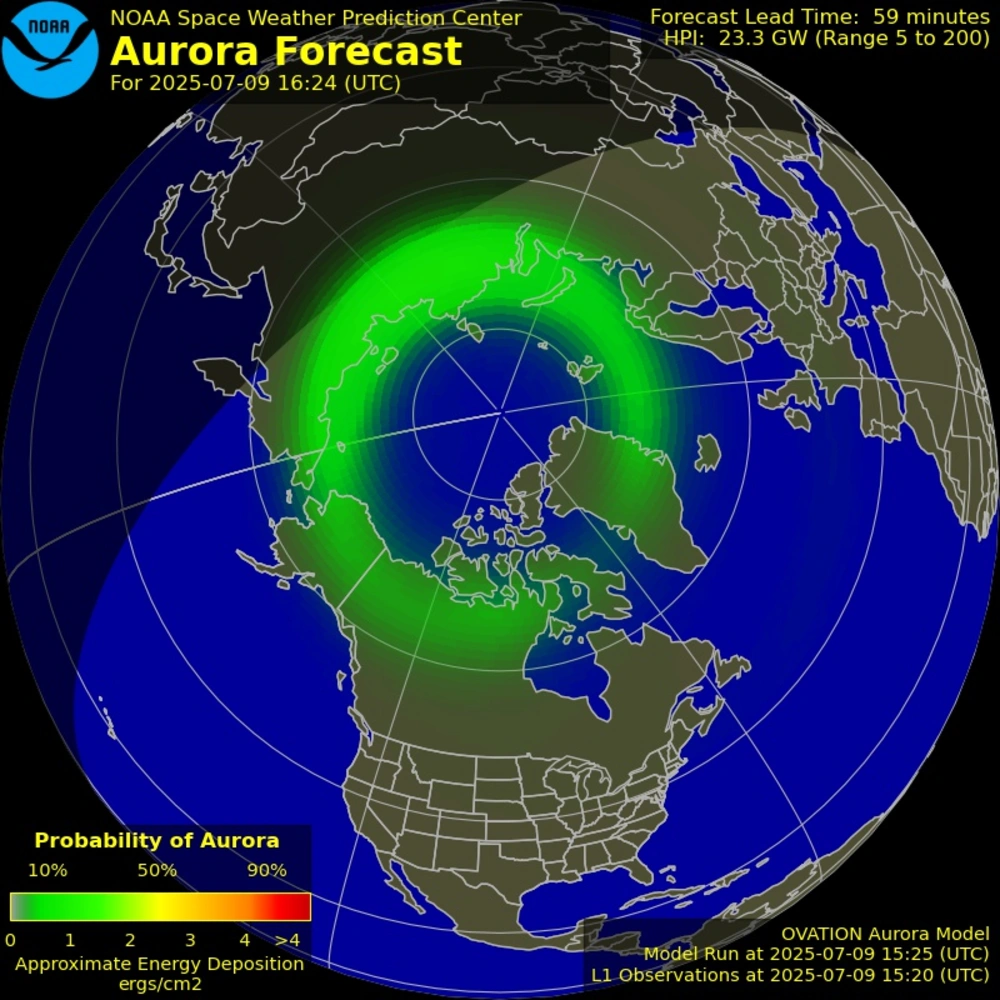 NOAA
NOAA Space Weather Prediction Center
Aurora Forecast
For 2025-07-09 16:24 (UTC)
Forecast Lead Time: 59 minutes
HPI: 23.3 GW (Range 5 to 200)
Probability of Aurora
10% 50% 90%
0 1 2 3 4 >4
Approximate Energy Deposition
ergs/cm2
OVATION Aurora Model
Model Run at 2025-07-09 15:25 (UTC)
L1 Observations at 2025-07-09 15:20 (UTC)